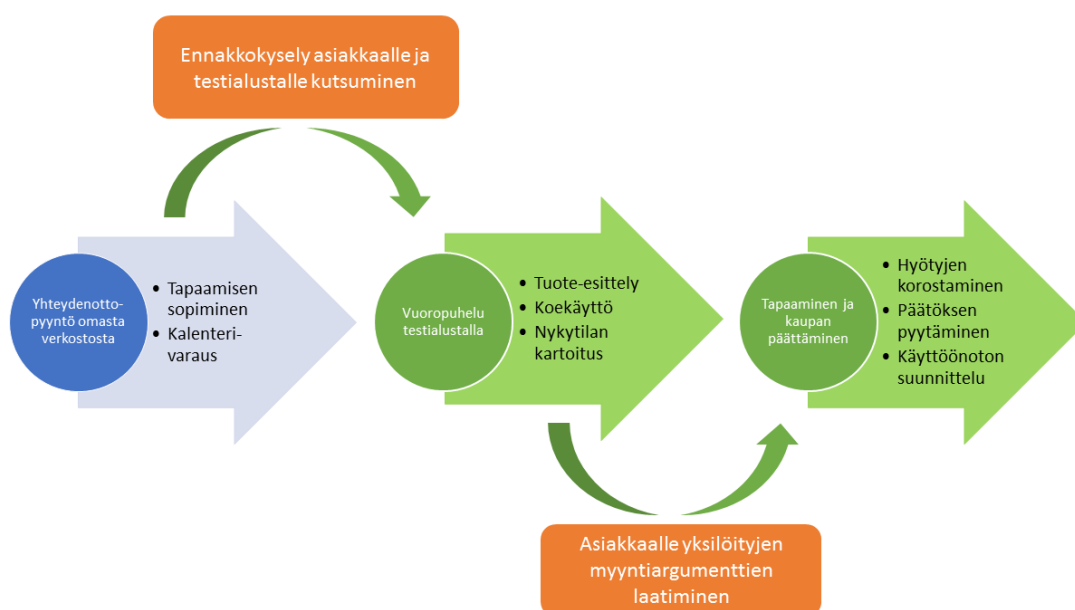 Ennakkokysely asiakkaalle ja
testialustalle kutsuminen
Yhteydenotto-
pyyntö omasta
verkostosta
• Tapaamisen
sopiminen
• Kalenteri-
varaus
Vuoropuhelu
testialustalla
• Tuote-esittely
• Koekäyttö
• Nykytilan
kartoitus
Tapaaminen ja
kaupan
päättäminen
• Hyötyjen
korostaminen
• Päätöksen
pyytäminen
• Käyttöönoton
suunnittelu
Asiakkaalle yksilöityjen
myyntiargumenttien
laatiminen